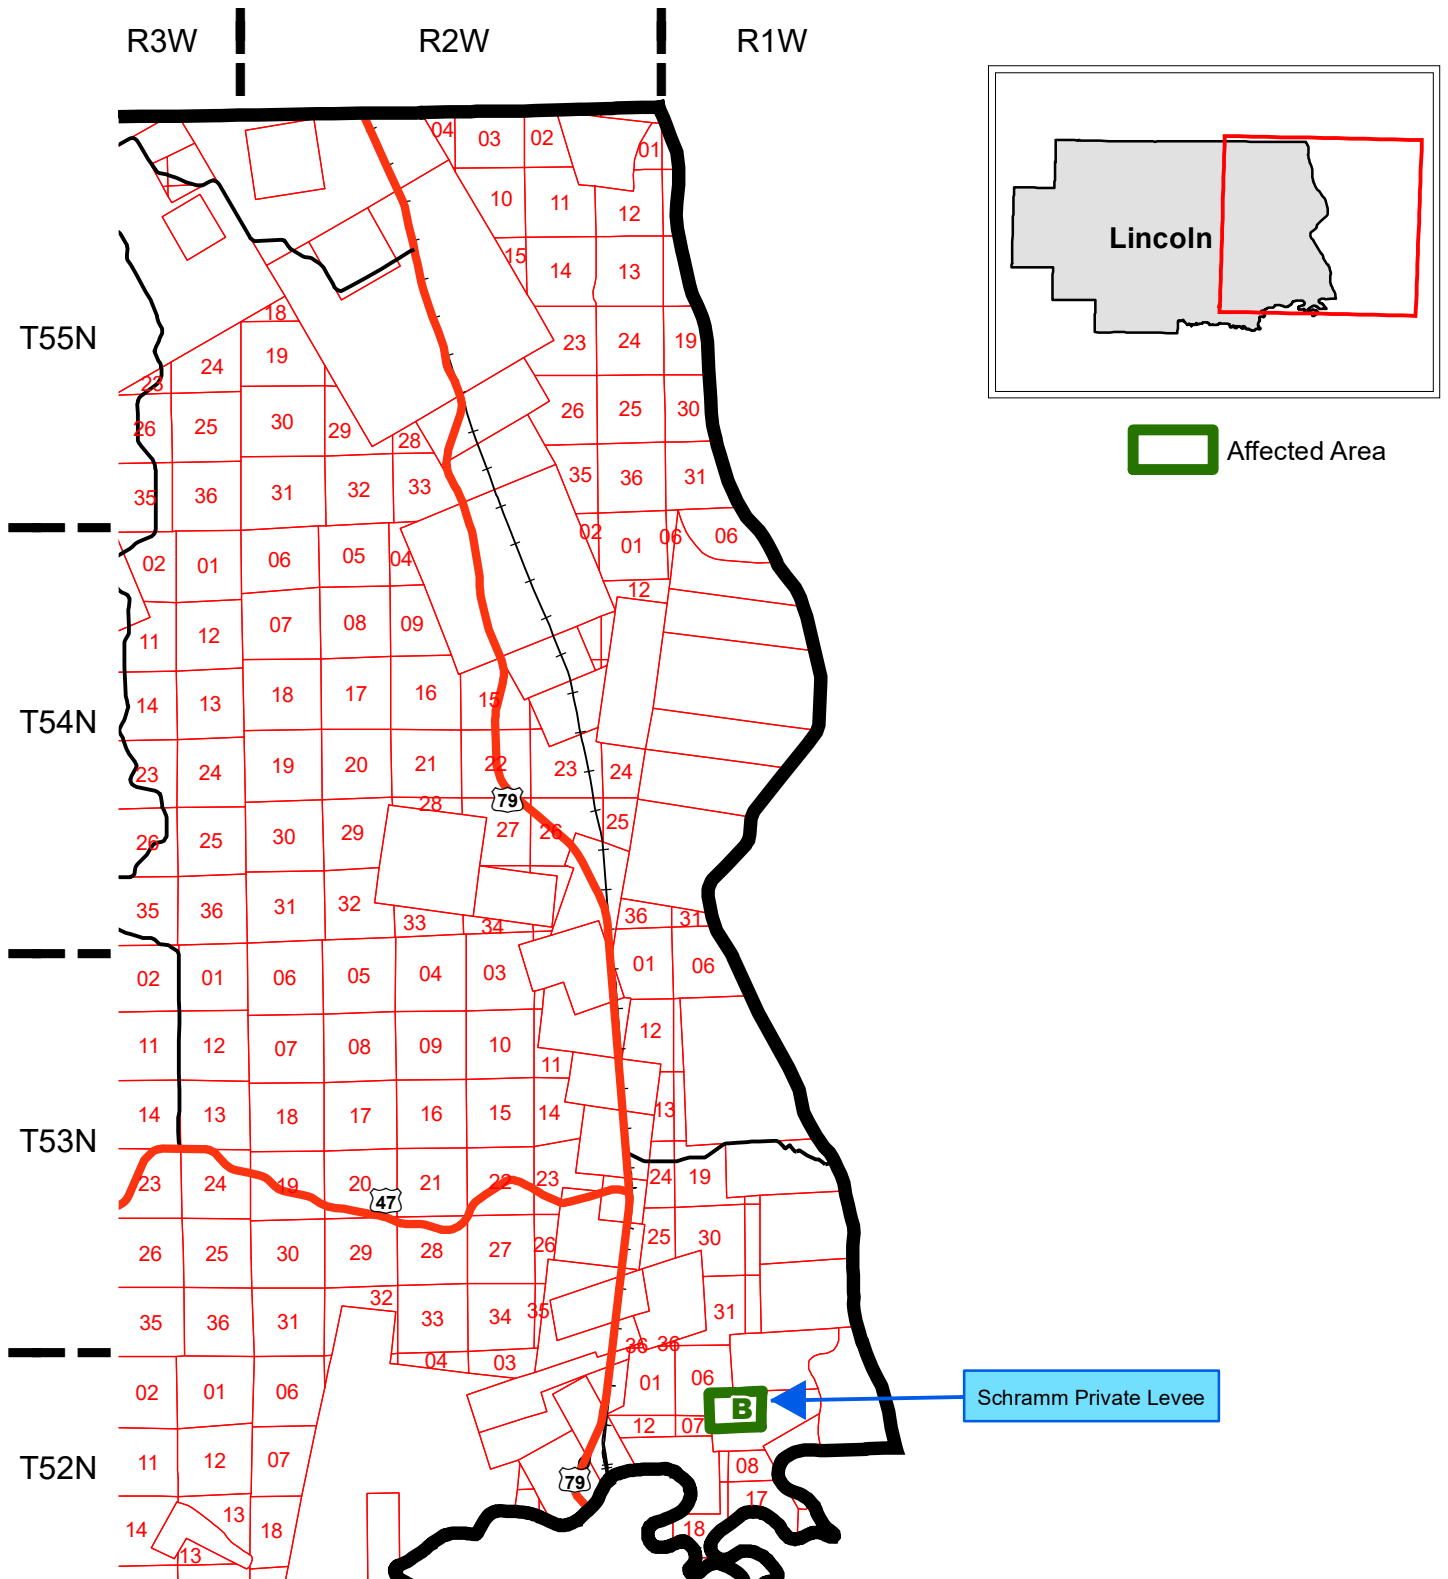 R3W R2W R1W
04 03 02 01
10 11 12
15 14 13
Lincoln
18
T55N
19 23 24 19
23 24
26 25 30 29 28 26 25 30
Affected Area
35 36 31 32 33 35 36 31
02 01 06 05 04 02 01 06 06
12
11 12 07 08 09
14 13 18 17 16 15
T54N
23 24 19 20 21 22 23 24
79
28
26 25 30 29 27 26 25
35 36 31 32 33 34 36 31
02 01 06 05 04 03 01 06
11 12 07 08 09 10 11 12
14 13 18 17 16 15 14 13
T53N
23 24 19 20 21 22 23 24 19
47
26 25 30 29 28 27 26 25 30
32
35 36 31 33 34 35 31
36 36
04 03
02 01 06 01 06
B
Schramm Private Levee
12 07
T52N
11 12 07 08
79
17
14 13 18 18
13